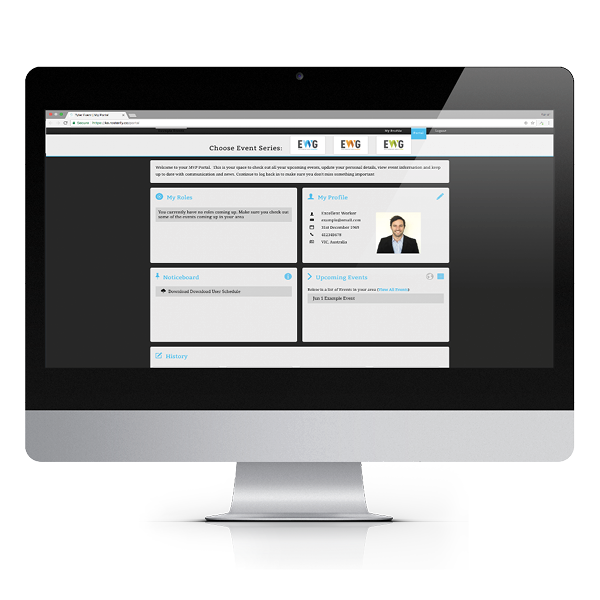 Tyler Event | My Portal
Secure
My Profile
Logout
Choose Event Series:
EWG
EWG
EWG
Welcome to your MVP Portal. This is your space to check out all your upcoming events, update your personal details, view event information and keep
up to date with communication and news. Continue to log back in to make sure you don't miss something important
My Roles
You currently have no roles coming up. Make sure you check out
some of the events coming up in your area
My Profile
Excellent Worker
example@email.com
31st December 1969
VIC, Australia
Noticeboard
Download Download User Schedule
Upcoming Events
Below is a list of Events in your area (View All Events)
Jun 1 Example Event
History